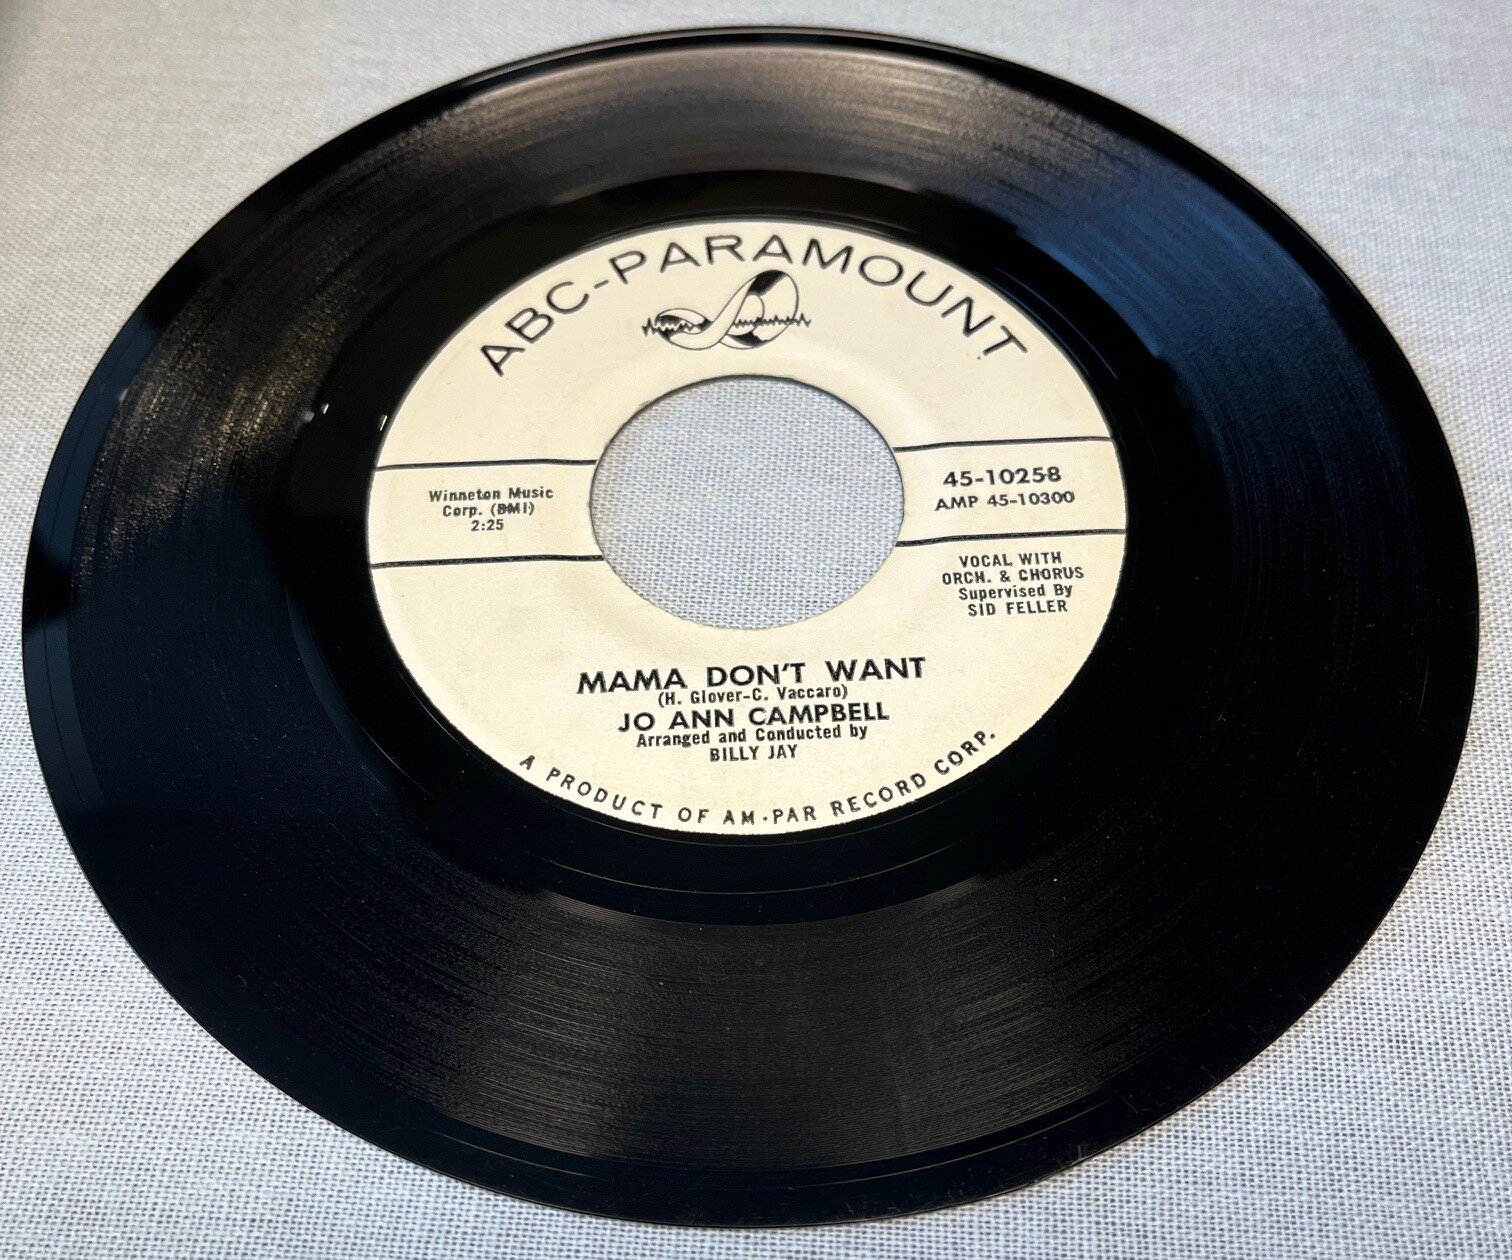 ABC-PARAMOUNT
Winneton Music
Corp. (BMI)
2:25
45-10258
AMP 45-10300
VOCAL WITH
ORCH. & CHORUS
Supervised By
SID FELLER
MAMA DON'T WANT
(H. Glover-C. Vaccaro)
JO ANN CAMPBELL
Arranged and Conducted by
BILLY JAY
A PRODUCT OF AM·PAR RECORD CORP.